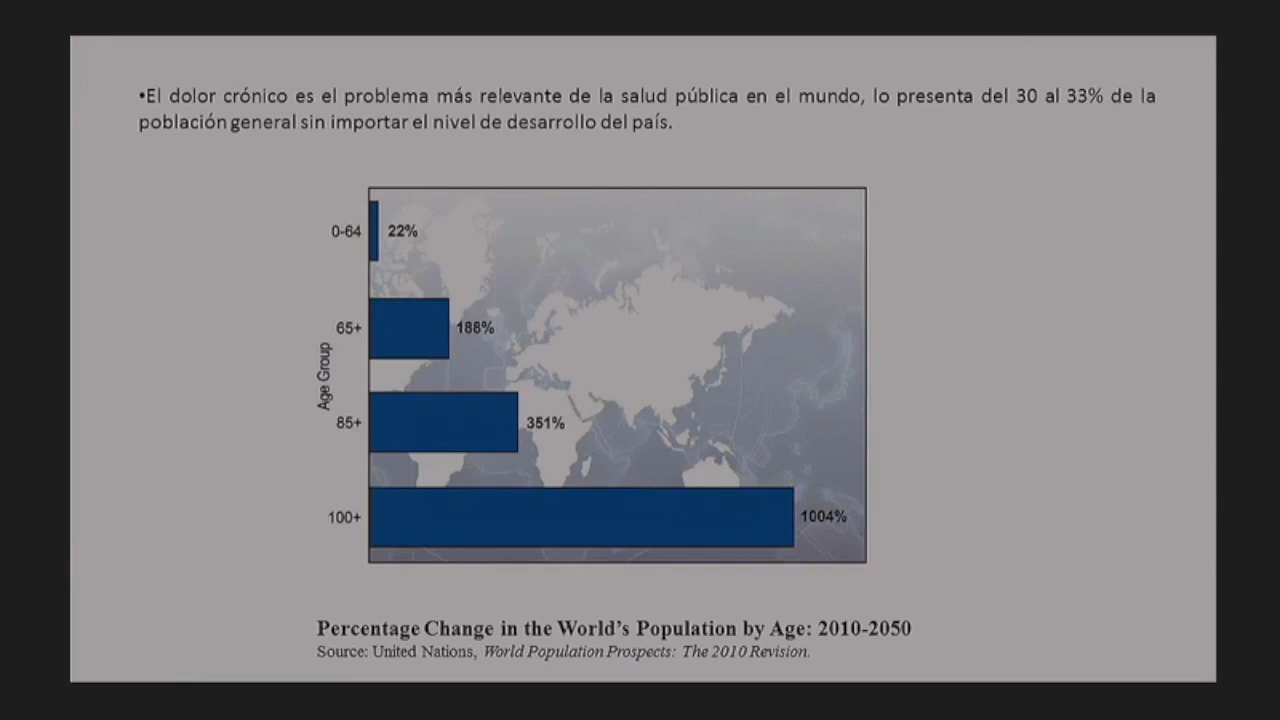 •El dolor crónico es el problema más relevante de la salud pública en el mundo, lo presenta del 30 al 33% de la
población general sin importar el nivel de desarrollo del país.
0-64
22%
65+
188%
Age Group
85+
351%
100+
1004%
Percentage Change in the World’s Population by Age: 2010-2050
Source: United Nations, World Population Prospects: The 2010 Revision.